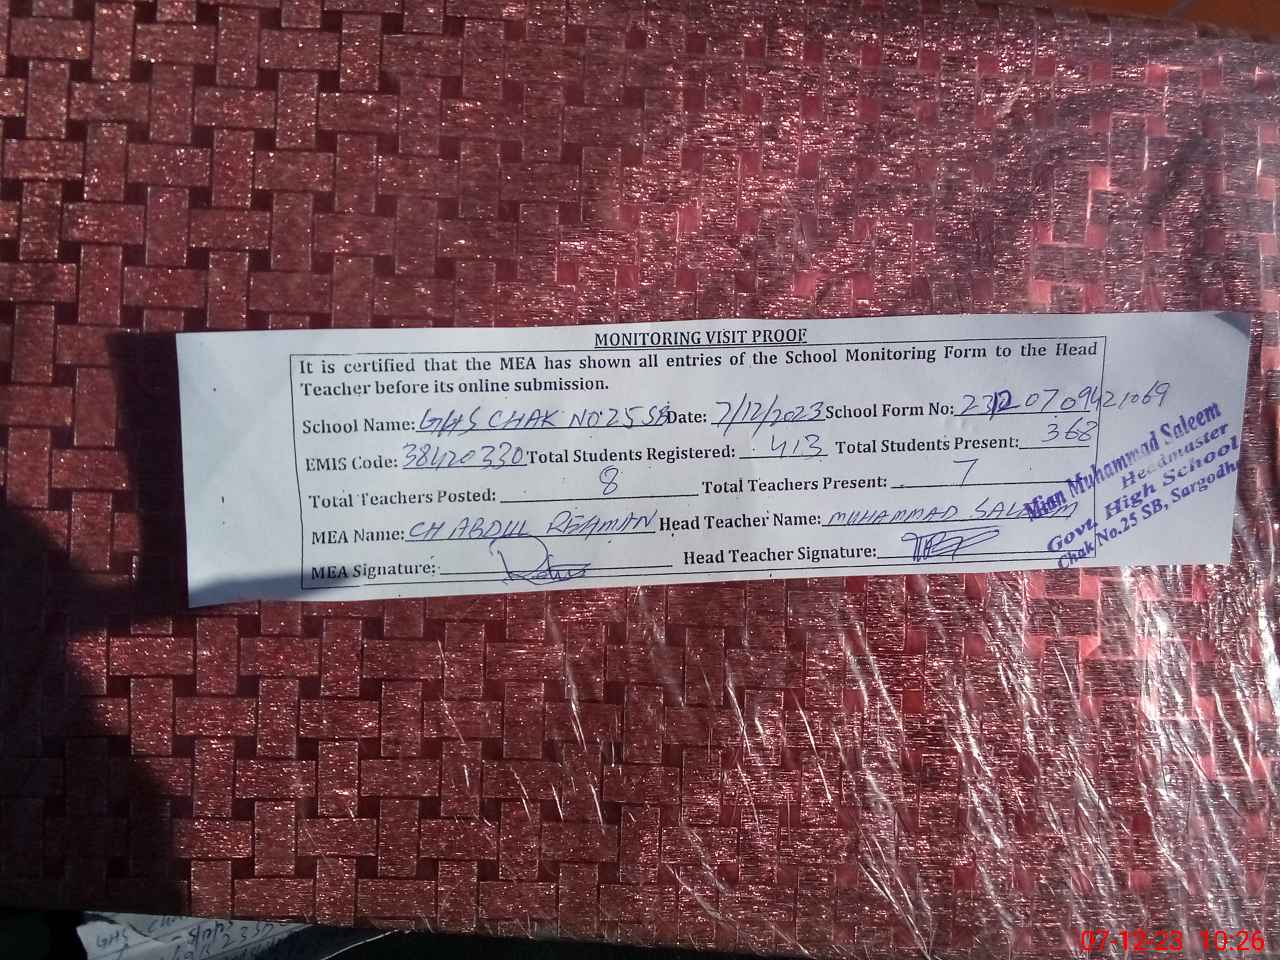 MONITORING VISIT PROOF
It is certified that the MEA has shown all entries of the School Monitoring Form to the Head
Teacher before its online submission.
School Name: GHS CHAK NO 25 SB Date: 7/12/2023 School Form No: 23120709421069
EMIS Code: 38420330 Total Students Registered: 413 Total Students Present: 368
Total Teachers Posted: 8 Total Teachers Present: 7
MEA Name: CH ABDUL REHMAN Head Teacher Name: MUHAMMAD SALEEM
MEA Signature: Head Teacher Signature:
Mian Muhammad Saleem
Headmaster
Govt. High School
Chak No.25 SB, Sargodha
GHS
07-12-23 10:26